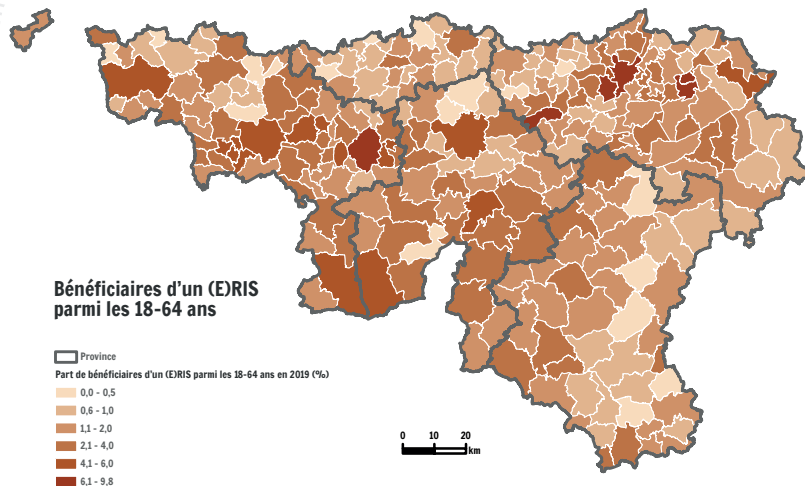 Bénéficiaires d'un (E)RIS
parmi les 18-64 ans
Province
Part de bénéficiaires d'un (E)RIS parmi les 18-64 ans en 2019 (‰)
0,0 - 0,5
0,6 - 1,0
1,1 - 2,0
2,1 - 4,0
4,1 - 6,0
6,1 - 9,8
0 10 20
km